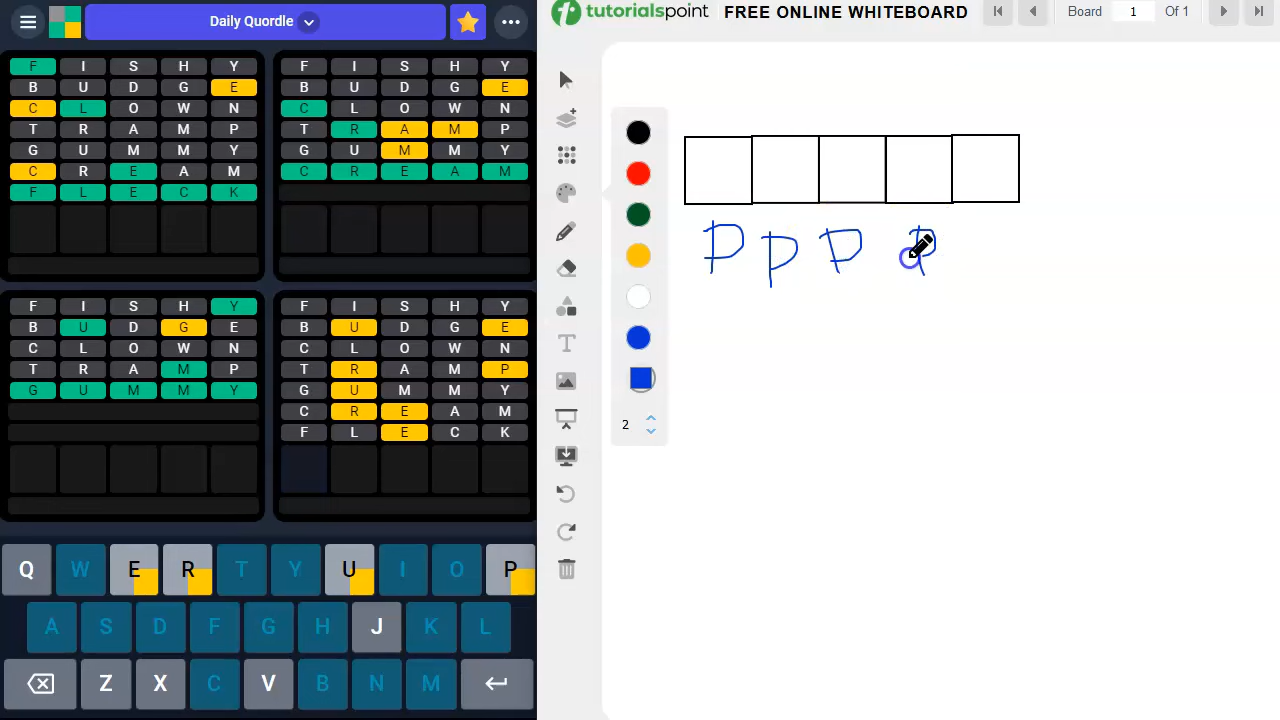 Daily Quordle
tutorialspoint FREE ONLINE WHITEBOARD Board 1 Of 1
F I S H Y
B U D G E
C L O W N
T R A M P
G U M M Y
C R E A M
F L E C K
F I S H Y
B U D G E
C L O W N
T R A M P
G U M M Y
C R E A M
F I S H Y
B U D G E
C L O W N
T R A M P
G U M M Y
F I S H Y
B U D G E
C L O W N
T R A M P
G U M M Y
C R E A M
F L E C K
P P P P
T
2
Q W E R T Y U I O P
A S D F G H J K L
Z X C V B N M